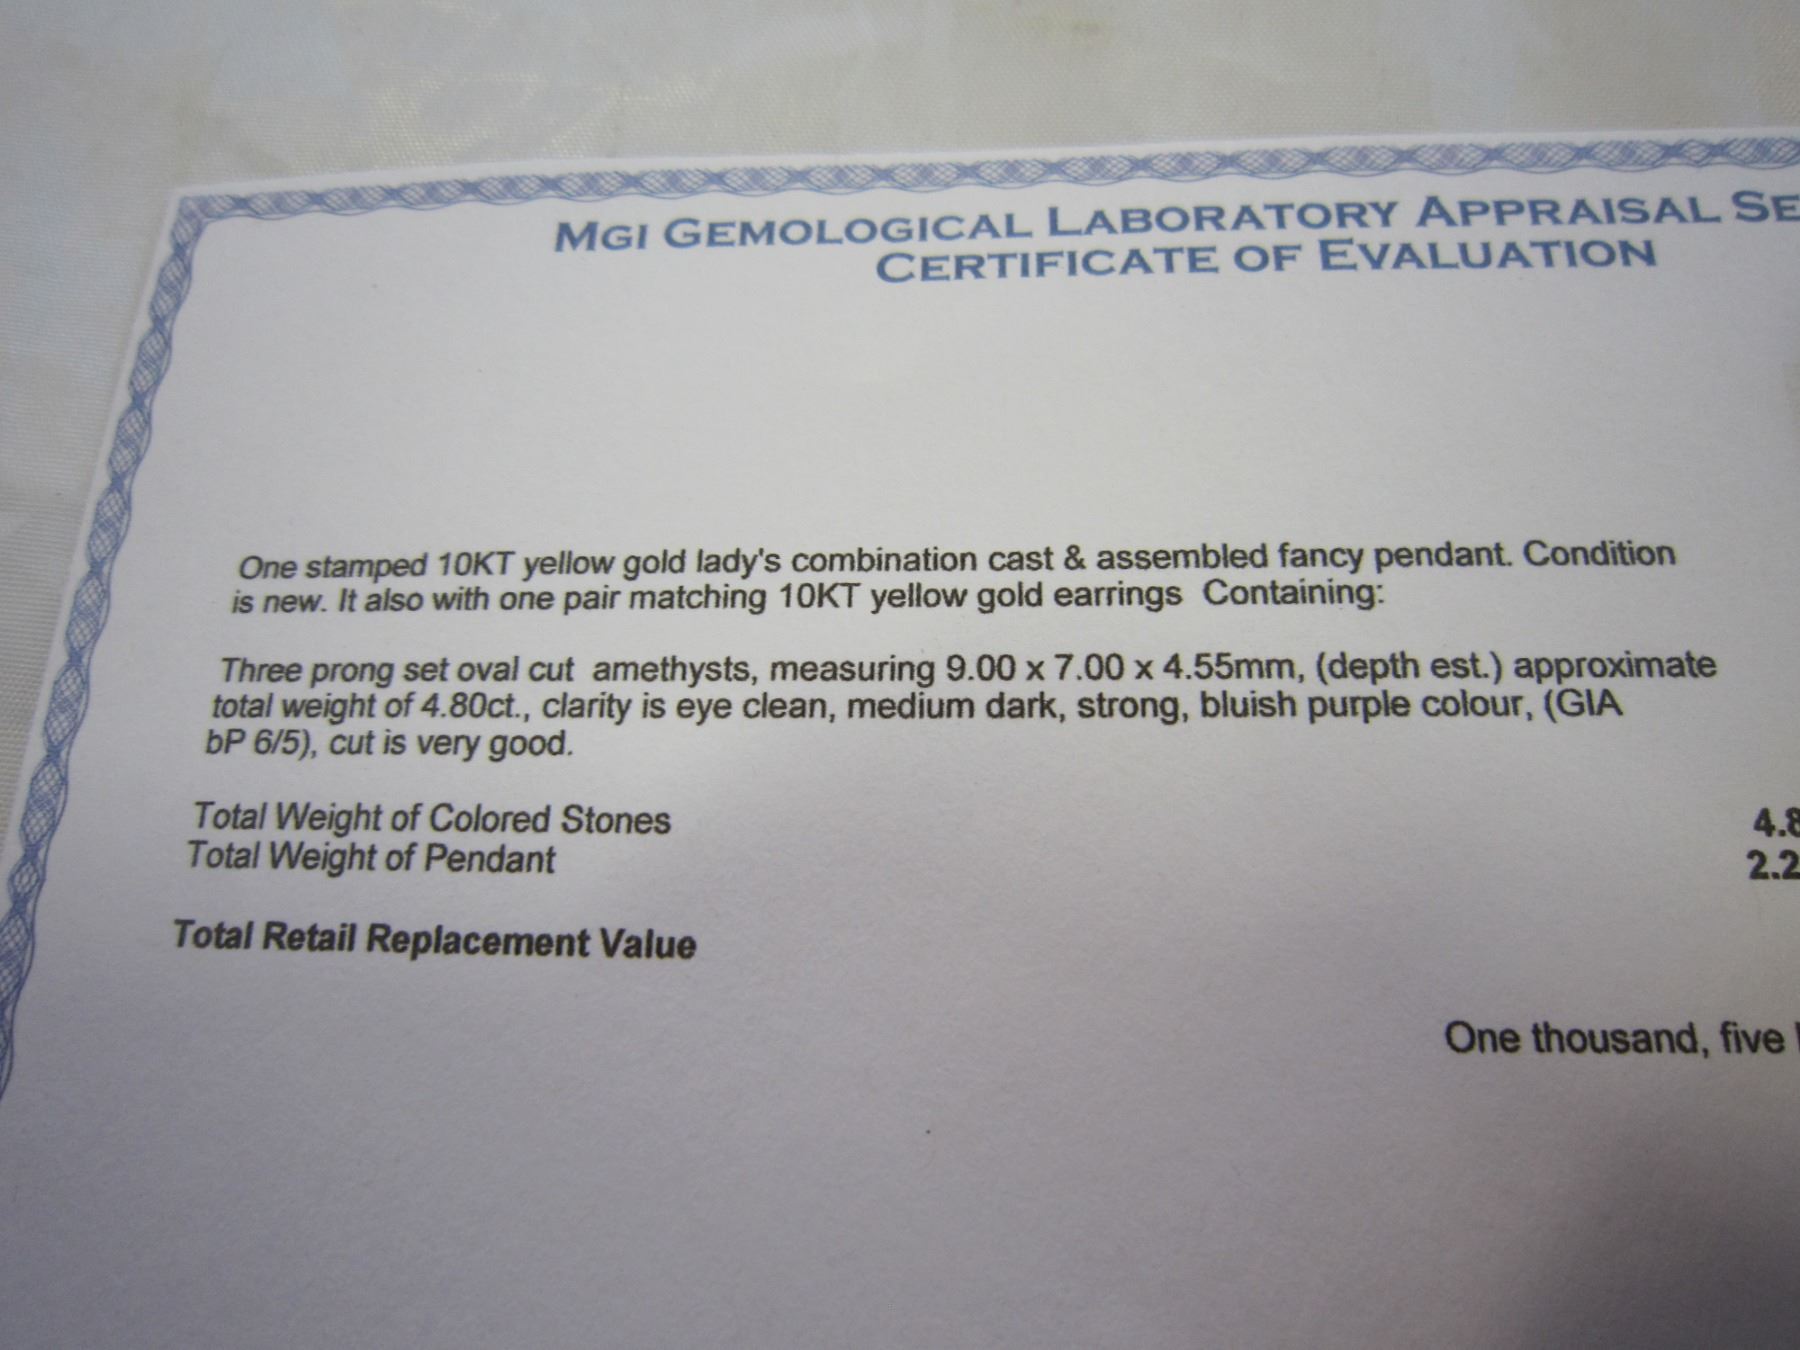 MGI GEMOLOGICAL LABORATORY APPRAISAL SE
CERTIFICATE OF EVALUATION
One stamped 10KT yellow gold lady's combination cast & assembled fancy pendant. Condition
is new. It also with one pair matching 10KT yellow gold earrings Containing:
Three prong set oval cut amethysts, measuring 9.00 x 7.00 x 4.55mm, (depth est.) approximate
total weight of 4.80ct., clarity is eye clean, medium dark, strong, bluish purple colour, (GIA
bP 6/5), cut is very good.
Total Weight of Colored Stones 4.8
Total Weight of Pendant 2.2
Total Retail Replacement Value
One thousand, five